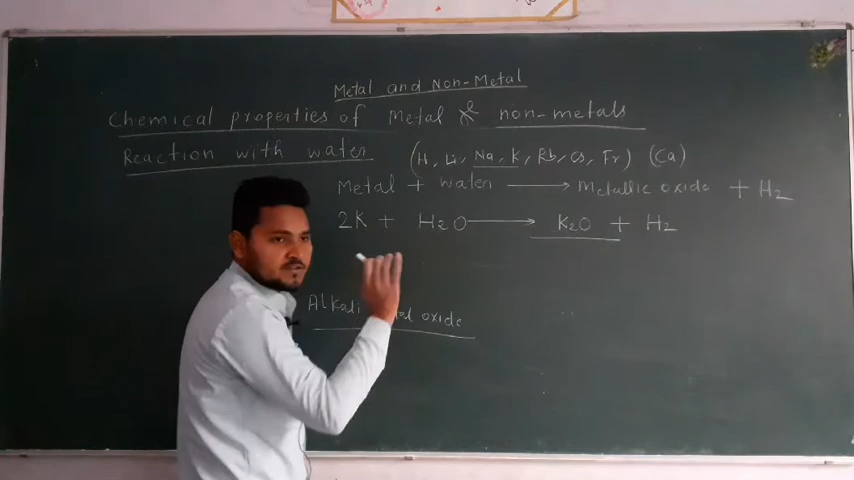 Metal and Non-Metal
Chemical properties of Metal & non-metals
Reaction with water (H, Li, Na, K, Rb, Cs, Fr) (Ca)
Metal + water → Metallic oxide + H₂
2K + H₂O → K₂O + H₂
Alkali oxide